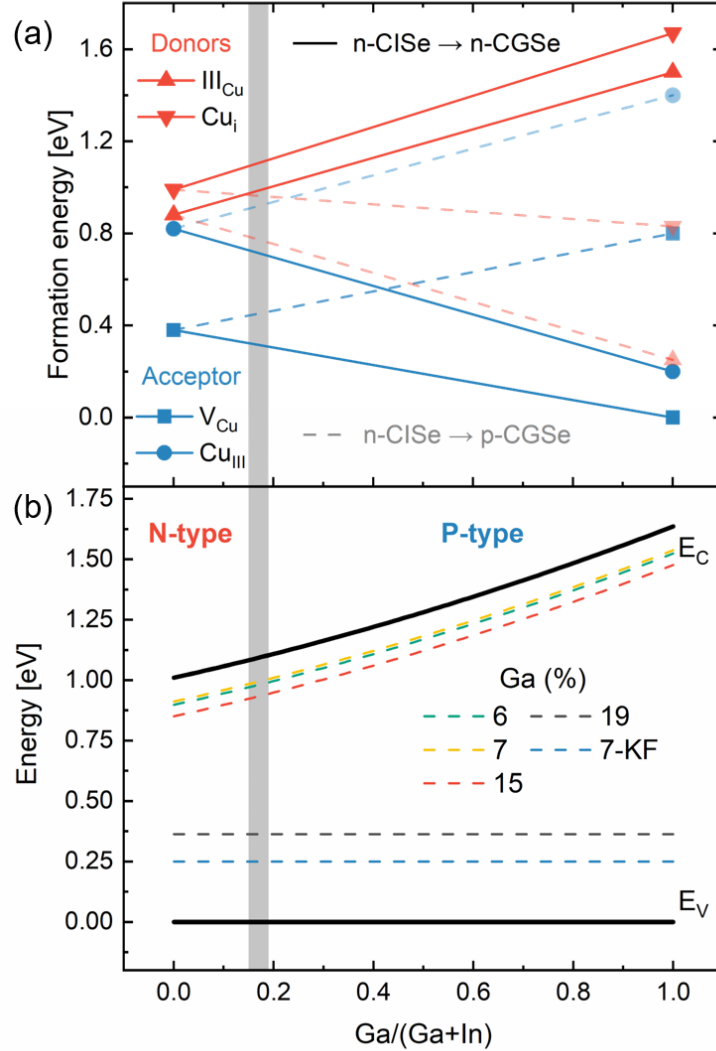 (a)
Donors
III_Cu
Cu_i
n-CISe → n-CGSe
Formation energy [eV]
1.6
1.2
0.8
0.4
0.0
Acceptor
V_Cu
Cu_III
n-CISe → p-CGSe
(b)
N-type
P-type
E_C
Energy [eV]
1.75
1.50
1.25
1.00
0.75
0.50
0.25
0.00
Ga (%)
6
19
7
7-KF
15
E_V
0.0
0.2
0.4
0.6
0.8
1.0
Ga/(Ga+In)